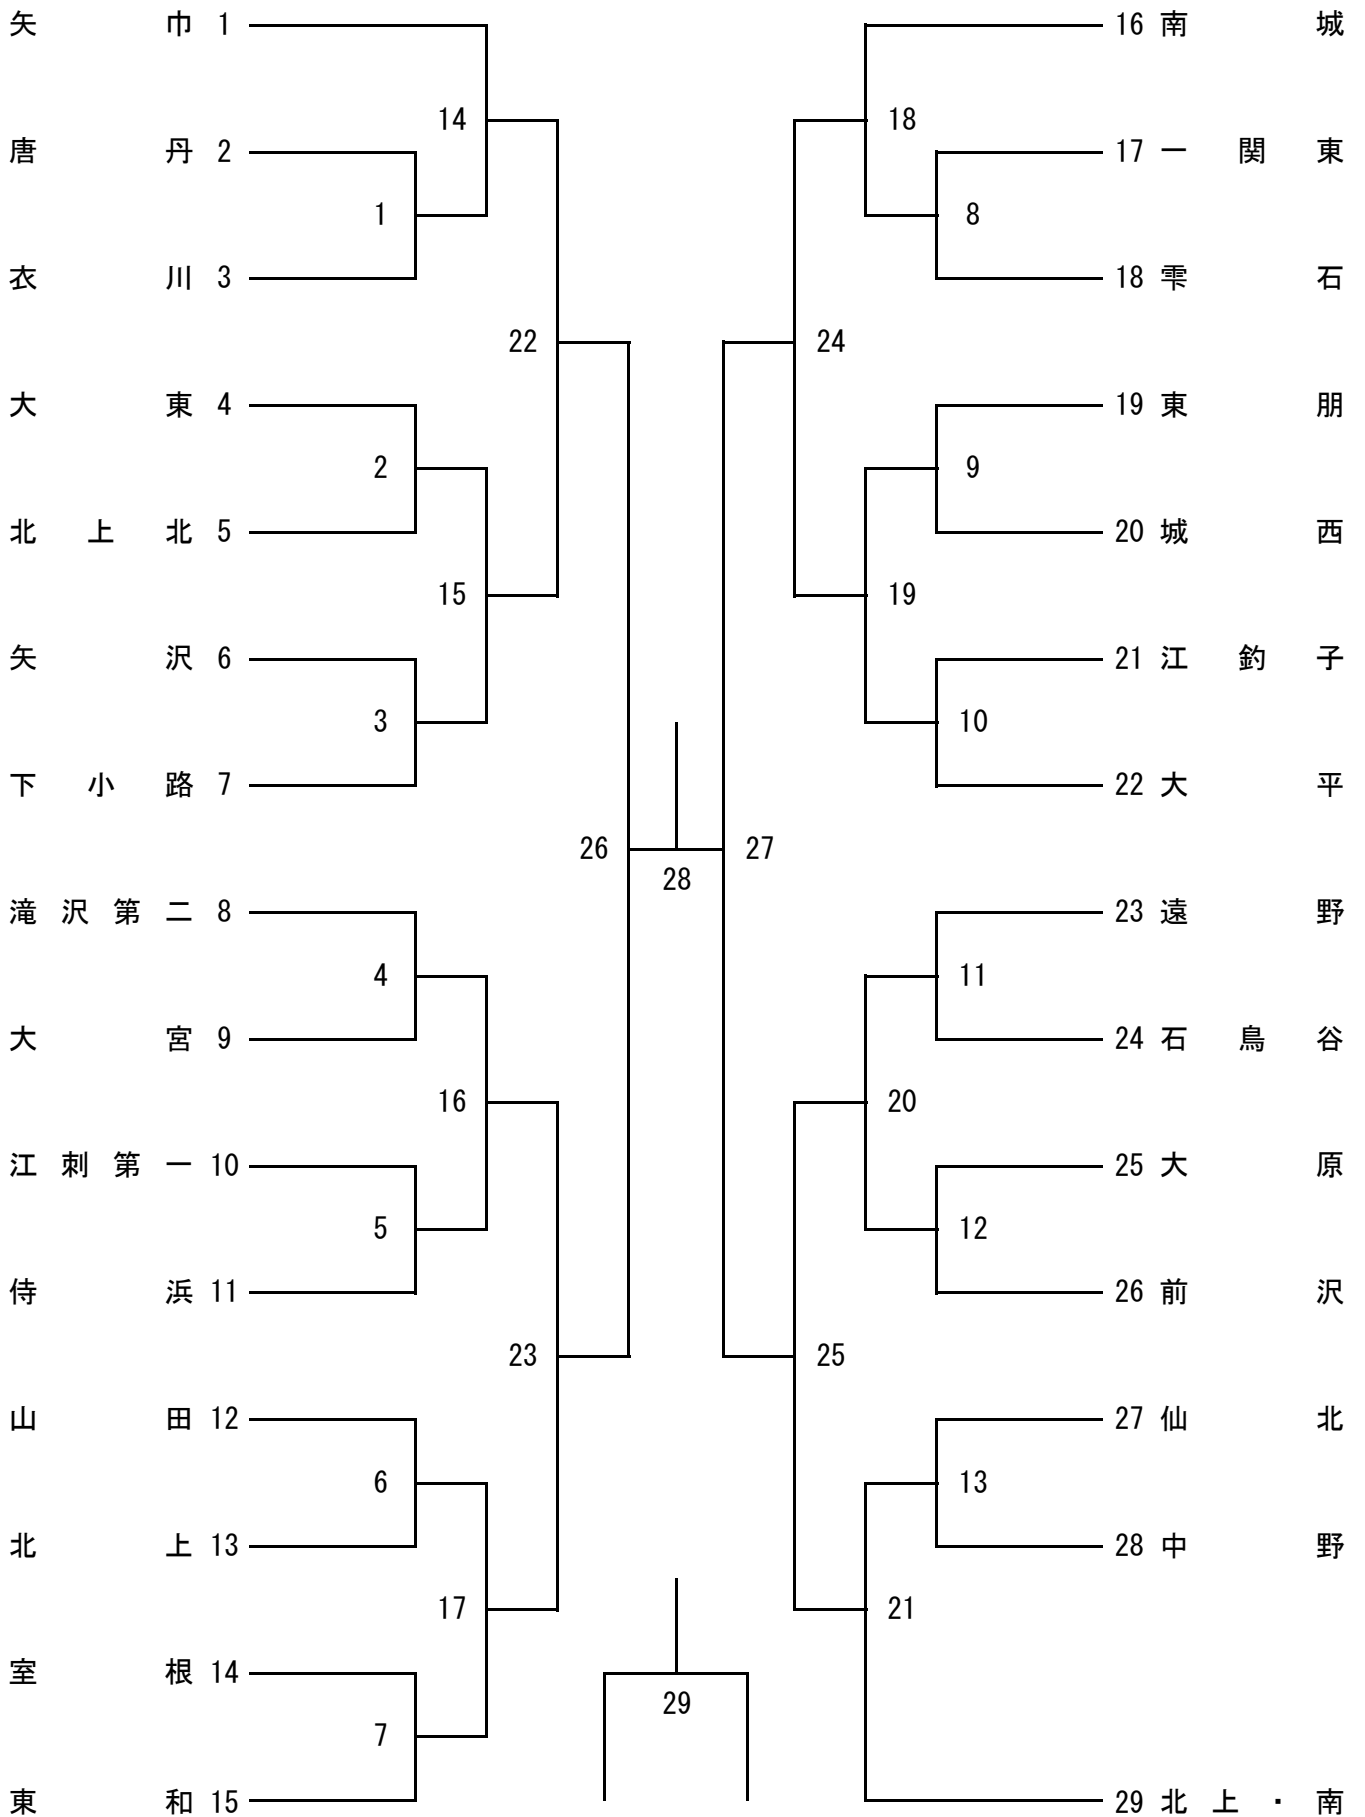 矢巾 1
16 南城
14
18
唐丹 2
17 一関東
1
8
衣川 3
18 雫石
22
24
大東 4
19 東朋
2
9
北上北 5
20 城西
15
19
矢沢 6
21 江釣子
3
10
下小路 7
22 大平
26
27
28
滝沢第二 8
23 遠野
4
11
大宮 9
24 石鳥谷
16
20
江刺第一 10
25 大原
5
12
侍浜 11
26 前沢
23
25
山田 12
27 仙北
6
13
北上 13
28 中野
17
21
室根 14
29
7
東和 15
29 北上・南